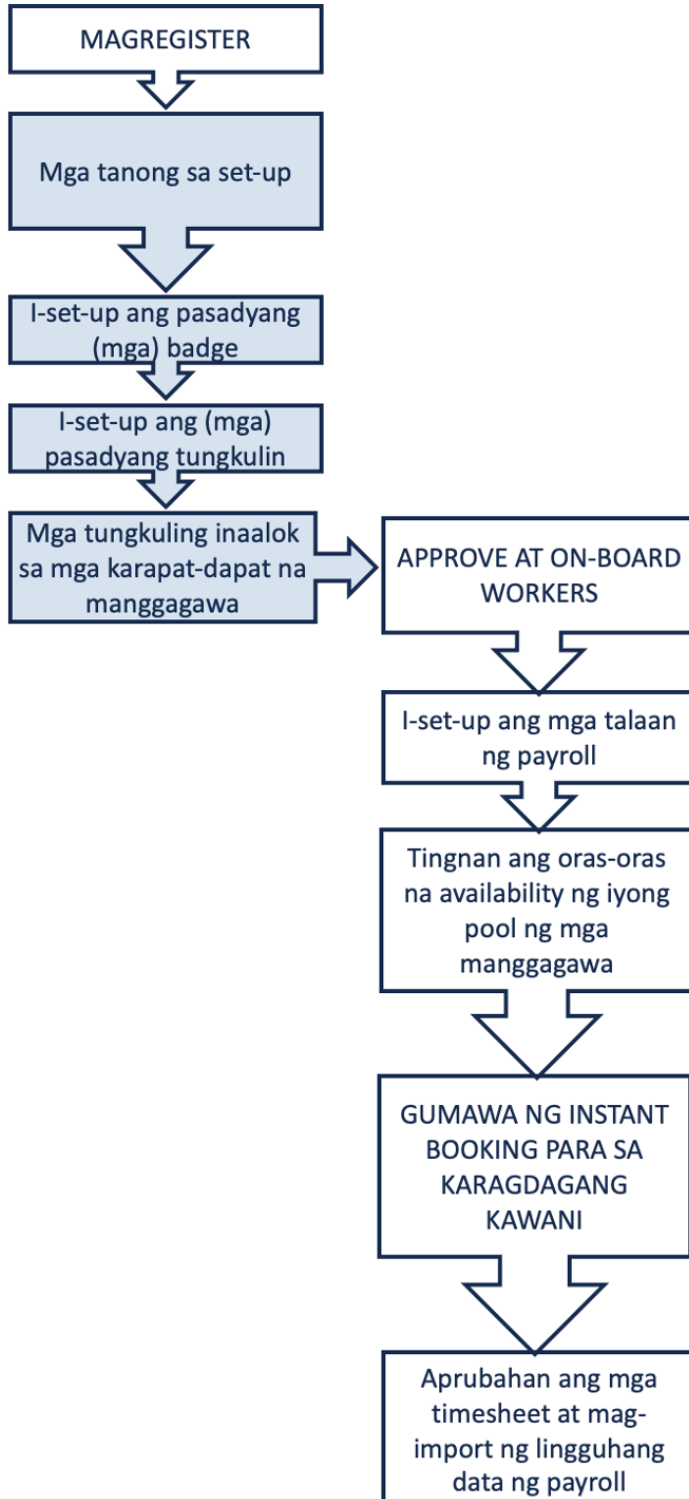 MAGREGISTER
Mga tanong sa set-up
I-set-up ang pasadyang
(mga) badge
I-set-up ang (mga)
pasadyang tungkulin
Mga tungkuling inaalok
sa mga karapat-dapat na
manggagawa
APPROVE AT ON-BOARD
WORKERS
I-set-up ang mga talaan
ng payroll
Tingnan ang oras-oras
na availability ng iyong
pool ng mga
manggagawa
GUMAWA NG INSTANT
BOOKING PARA SA
KARAGDAGANG
KAWANI
Aprubahan ang mga
timesheet at mag-
import ng lingguhang
data ng payroll